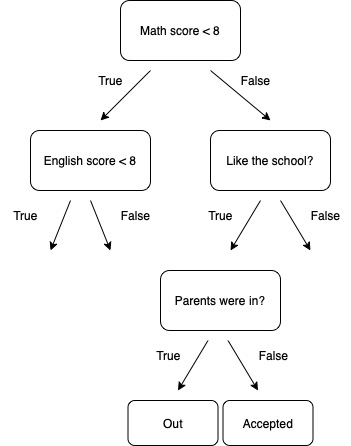 Math score < 8
True
False
English score < 8
Like the school?
True
False
True
False
Parents were in?
True
False
Out
Accepted